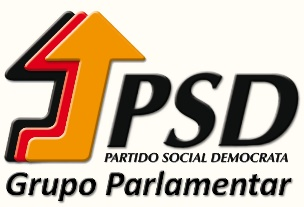 PSD
PARTIDO SOCIAL DEMOCRATA
Grupo Parlamentar